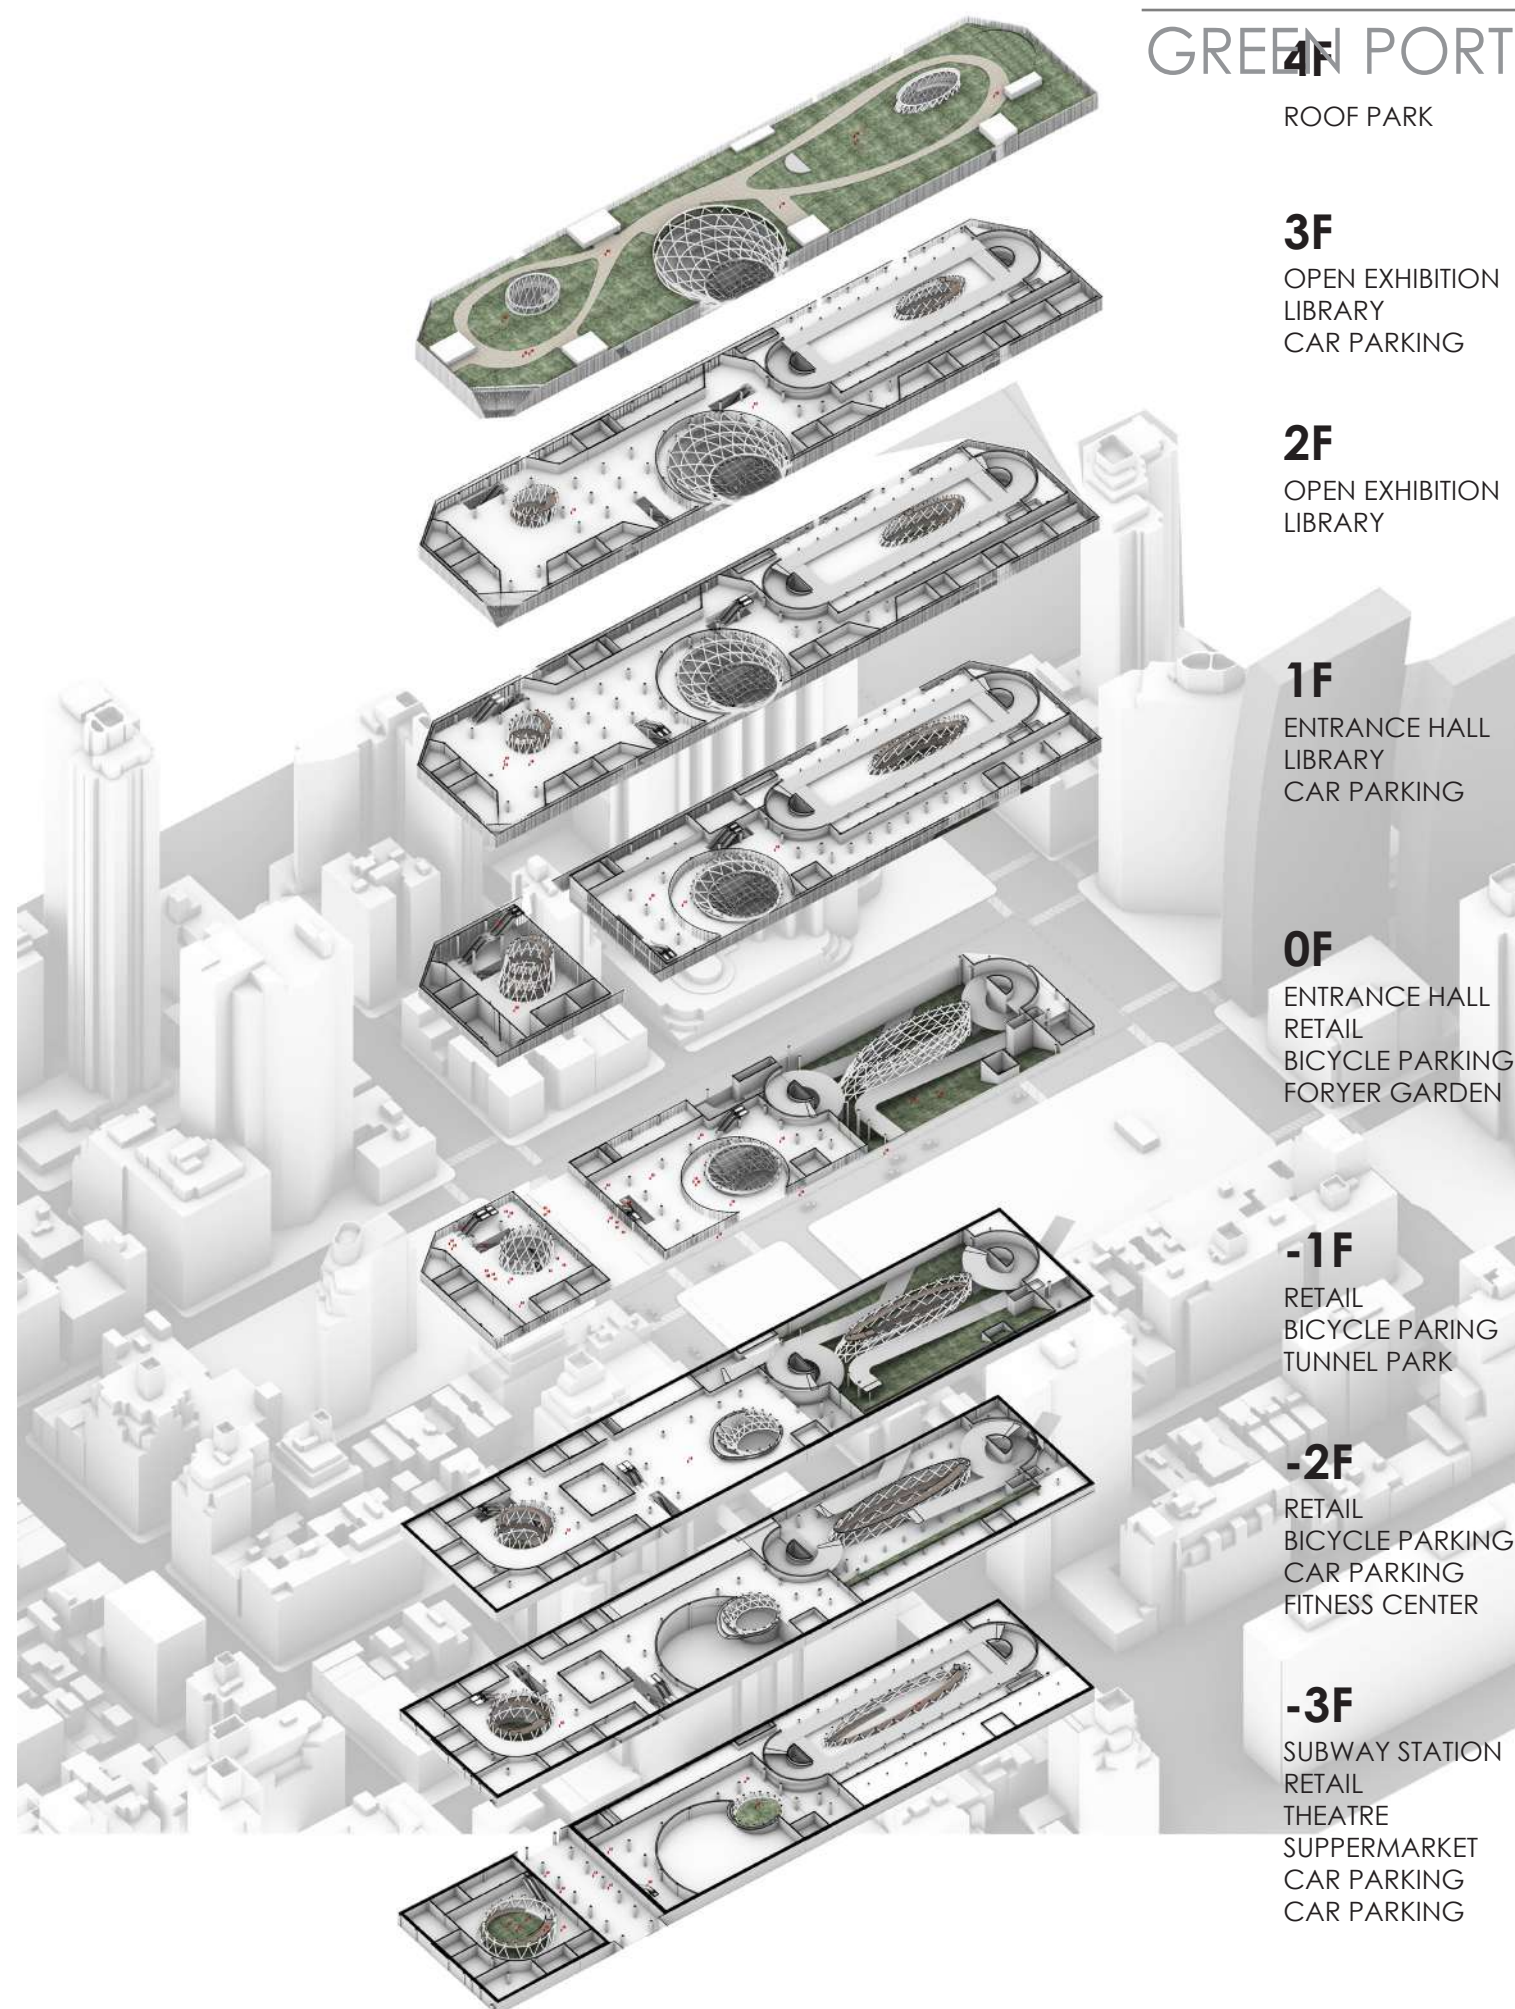 GREEN PORT
4F
ROOF PARK
3F
OPEN EXHIBITION
LIBRARY
CAR PARKING
2F
OPEN EXHIBITION
LIBRARY
1F
ENTRANCE HALL
LIBRARY
CAR PARKING
0F
ENTRANCE HALL
RETAIL
BICYCLE PARKING
FORYER GARDEN
-1F
RETAIL
BICYCLE PARING
TUNNEL PARK
-2F
RETAIL
BICYCLE PARKING
CAR PARKING
FITNESS CENTER
-3F
SUBWAY STATION
RETAIL
THEATRE
SUPPERMARKET
CAR PARKING
CAR PARKING